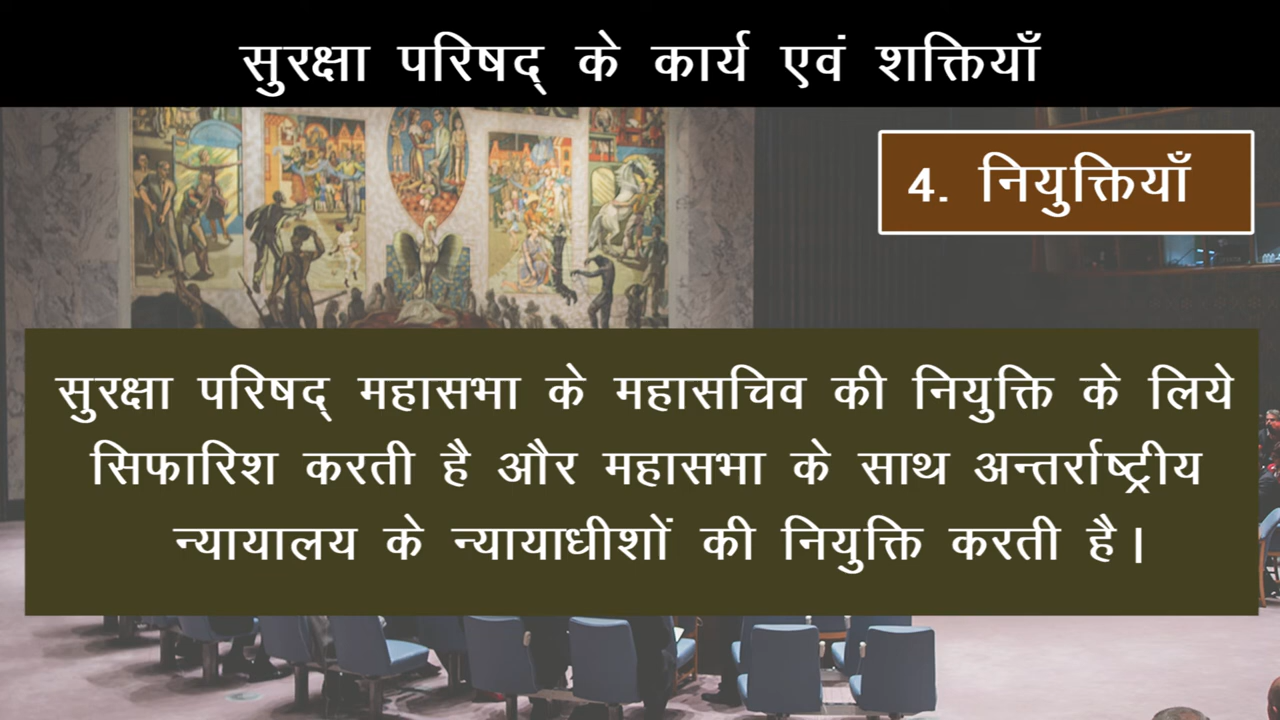 सुरक्षा परिषद् के कार्य एवं शक्तियाँ
4. नियुक्तियाँ
सुरक्षा परिषद् महासभा के महासचिव की नियुक्ति के लिये
सिफारिश करती है और महासभा के साथ अन्तर्राष्ट्रीय
न्यायालय के न्यायाधीशों की नियुक्ति करती है।